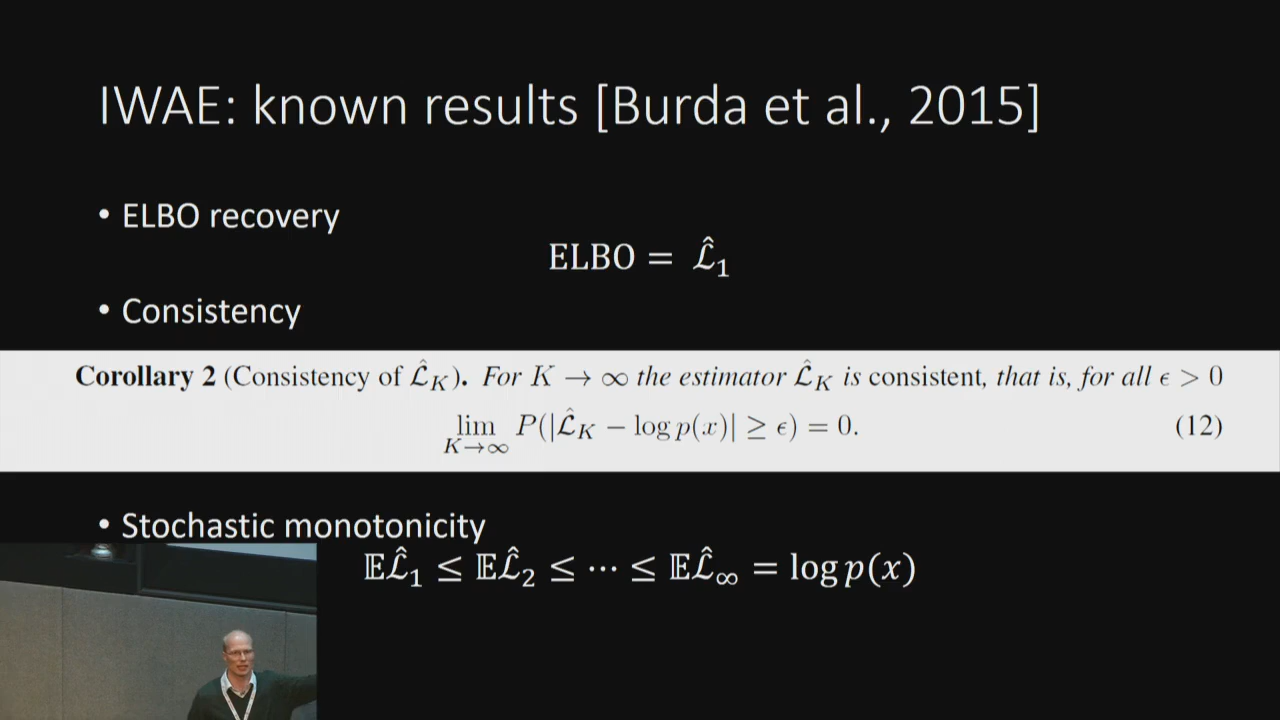 IWAE: known results [Burda et al., 2015]
• ELBO recovery
ELBO = ℒ̂₁
• Consistency
Corollary 2 (Consistency of ℒ̂_K). For K → ∞ the estimator ℒ̂_K is consistent, that is, for all ϵ > 0
lim_{K→∞} P(|ℒ̂_K − log p(x)| ≥ ϵ) = 0. (12)
• Stochastic monotonicity
𝔼ℒ̂₁ ≤ 𝔼ℒ̂₂ ≤ ⋯ ≤ 𝔼ℒ̂_∞ = log p(x)